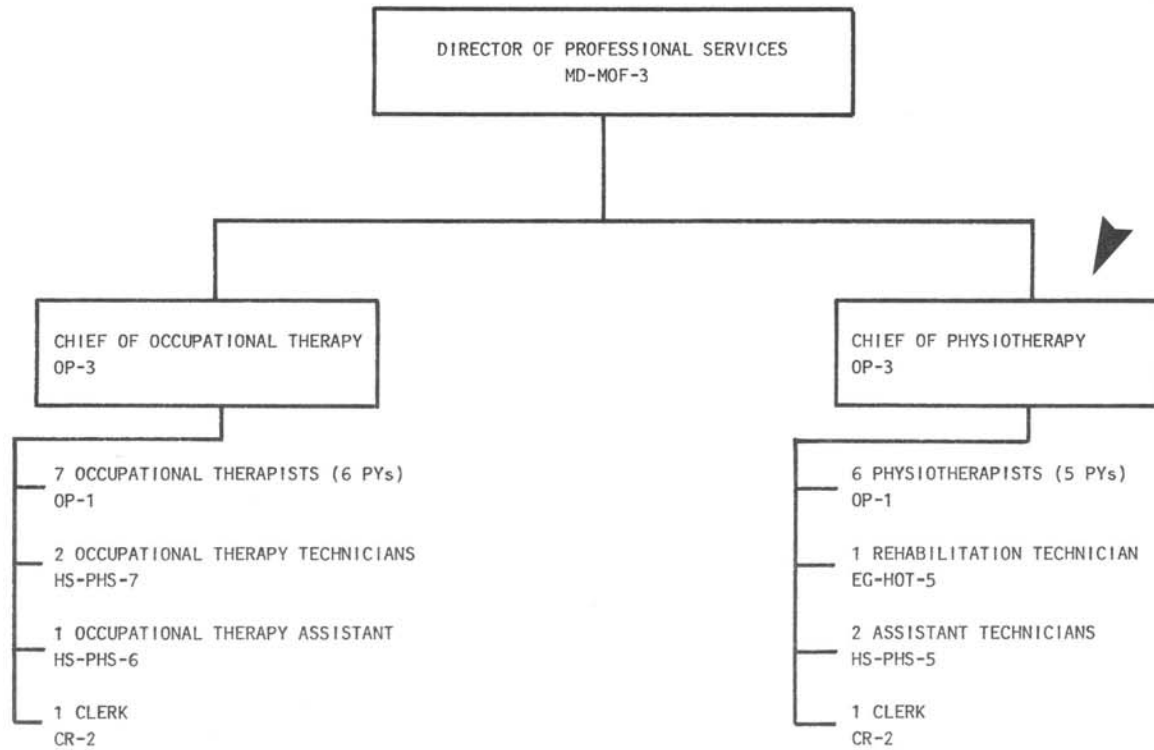 DIRECTOR OF PROFESSIONAL SERVICES
MD-MOF-3
CHIEF OF OCCUPATIONAL THERAPY
OP-3
7 OCCUPATIONAL THERAPISTS (6 PYs)
OP-1
2 OCCUPATIONAL THERAPY TECHNICIANS
HS-PHS-7
1 OCCUPATIONAL THERAPY ASSISTANT
HS-PHS-6
1 CLERK
CR-2
CHIEF OF PHYSIOTHERAPY
OP-3
6 PHYSIOTHERAPISTS (5 PYs)
OP-1
1 REHABILITATION TECHNICIAN
EG-HOT-5
2 ASSISTANT TECHNICIANS
HS-PHS-5
1 CLERK
CR-2